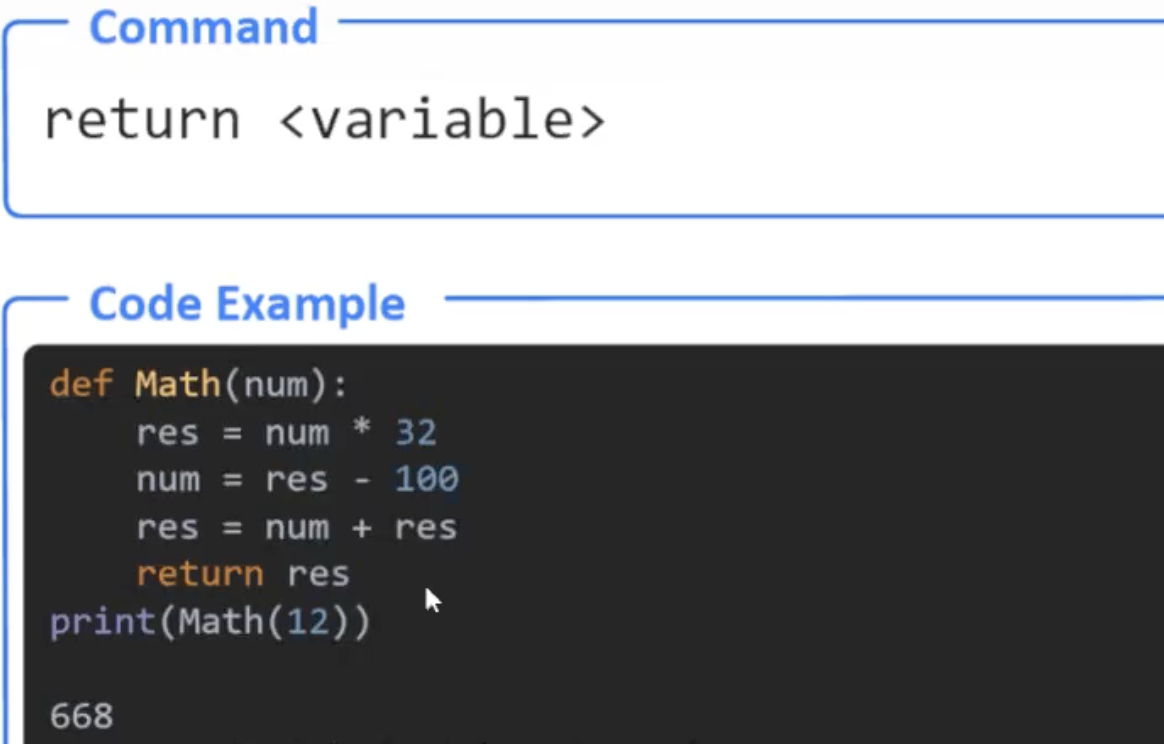 Command
return <variable>
Code Example
def Math(num):
    res = num * 32
    num = res - 100
    res = num + res
    return res
print(Math(12))
668